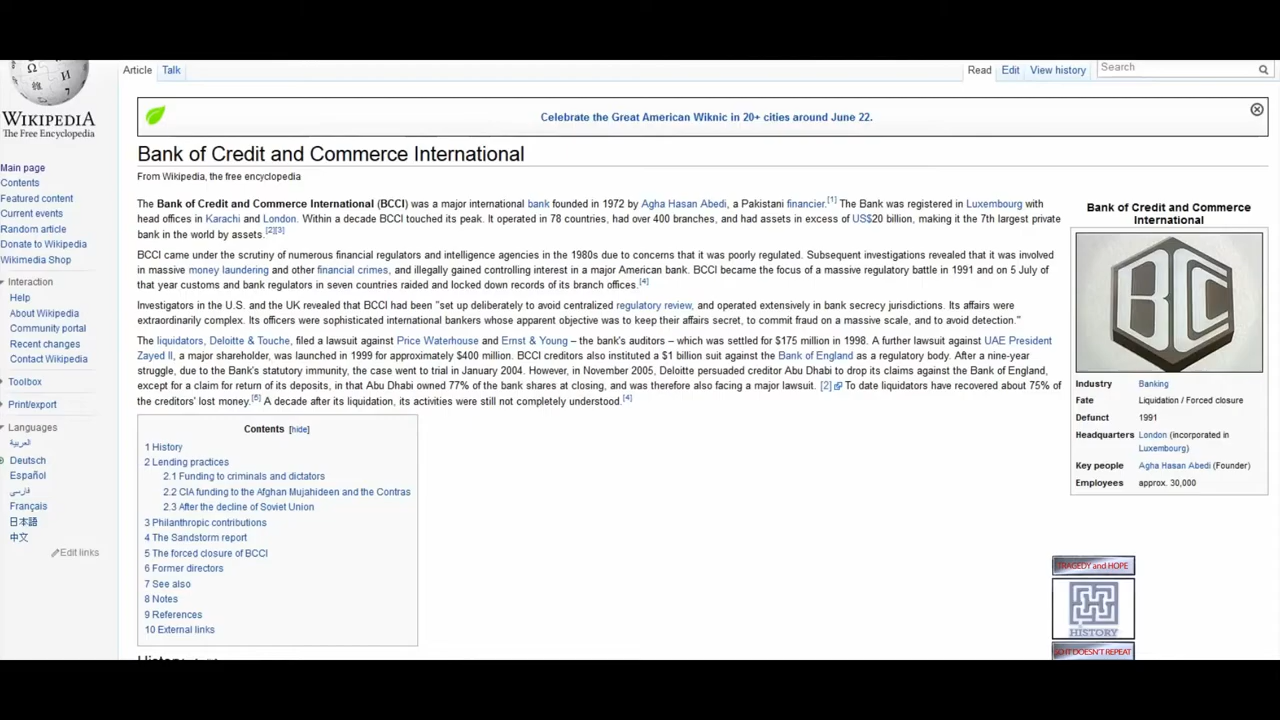 Article Talk Read Edit View history Search
WIKIPEDIA
The Free Encyclopedia
Main page
Contents
Featured content
Current events
Random article
Donate to Wikipedia
Wikimedia Shop
Interaction
Help
About Wikipedia
Community portal
Recent changes
Contact Wikipedia
Toolbox
Print/export
Languages
العربية
Deutsch
Español
فارسی
Français
日本語
中文
Edit links
Celebrate the Great American Wiknic in 20+ cities around June 22.
Bank of Credit and Commerce International
From Wikipedia, the free encyclopedia
The Bank of Credit and Commerce International (BCCI) was a major international bank founded in 1972 by Agha Hasan Abedi, a Pakistani financier.[1] The Bank was registered in Luxembourg with
head offices in Karachi and London. Within a decade BCCI touched its peak. It operated in 78 countries, had over 400 branches, and had assets in excess of US$20 billion, making it the 7th largest private
bank in the world by assets.[2][3]
BCCI came under the scrutiny of numerous financial regulators and intelligence agencies in the 1980s due to concerns that it was poorly regulated. Subsequent investigations revealed that it was involved
in massive money laundering and other financial crimes, and illegally gained controlling interest in a major American bank. BCCI became the focus of a massive regulatory battle in 1991 and on 5 July of
that year customs and bank regulators in seven countries raided and locked down records of its branch offices.[4]
Investigators in the U.S. and the UK revealed that BCCI had been "set up deliberately to avoid centralized regulatory review, and operated extensively in bank secrecy jurisdictions. Its affairs were
extraordinarily complex. Its officers were sophisticated international bankers whose apparent objective was to keep their affairs secret, to commit fraud on a massive scale, and to avoid detection."
The liquidators, Deloitte & Touche, filed a lawsuit against Price Waterhouse and Ernst & Young – the bank's auditors – which was settled for $175 million in 1998. A further lawsuit against UAE President
Zayed II, a major shareholder, was launched in 1999 for approximately $400 million. BCCI creditors also instituted a $1 billion suit against the Bank of England as a regulatory body. After a nine-year
struggle, due to the Bank's statutory immunity, the case went to trial in January 2004. However, in November 2005, Deloitte persuaded creditor Abu Dhabi to drop its claims against the Bank of England,
except for a claim for return of its deposits, in that Abu Dhabi owned 77% of the bank shares at closing, and was therefore also facing a major lawsuit. [2] To date liquidators have recovered about 75% of
the creditors' lost money.[5] A decade after its liquidation, its activities were still not completely understood.[4]
Contents [hide]
1 History
2 Lending practices
2.1 Funding to criminals and dictators
2.2 CIA funding to the Afghan Mujahideen and the Contras
2.3 After the decline of Soviet Union
3 Philanthropic contributions
4 The Sandstorm report
5 The forced closure of BCCI
6 Former directors
7 See also
8 Notes
9 References
10 External links
Bank of Credit and Commerce
International
BCC
Industry Banking
Fate Liquidation / Forced closure
Defunct 1991
Headquarters London (incorporated in
Luxembourg)
Key people Agha Hasan Abedi (Founder)
Employees approx. 30,000
TRAGEDY and HOPE
HISTORY
DOESN'T REPEAT